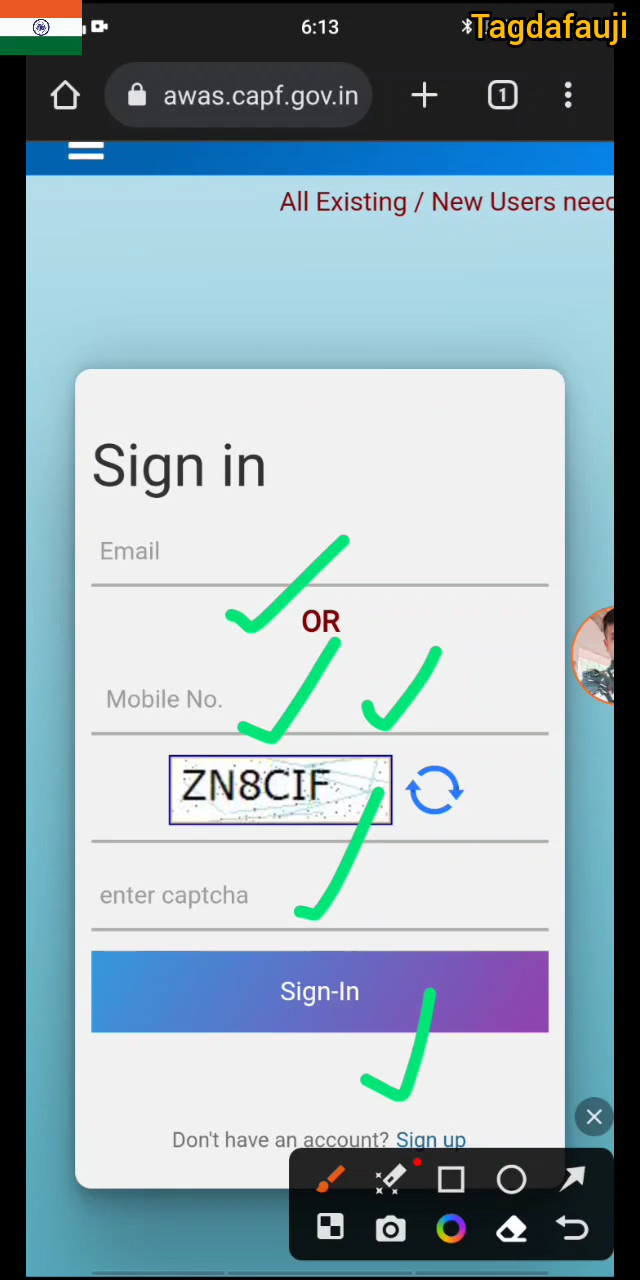 6:13
Tagdafauji
awas.capf.gov.in
1
All Existing / New Users need
Sign in
Email
OR
Mobile No.
ZN8CIF
enter captcha
Sign-In
Don't have an account? Sign up